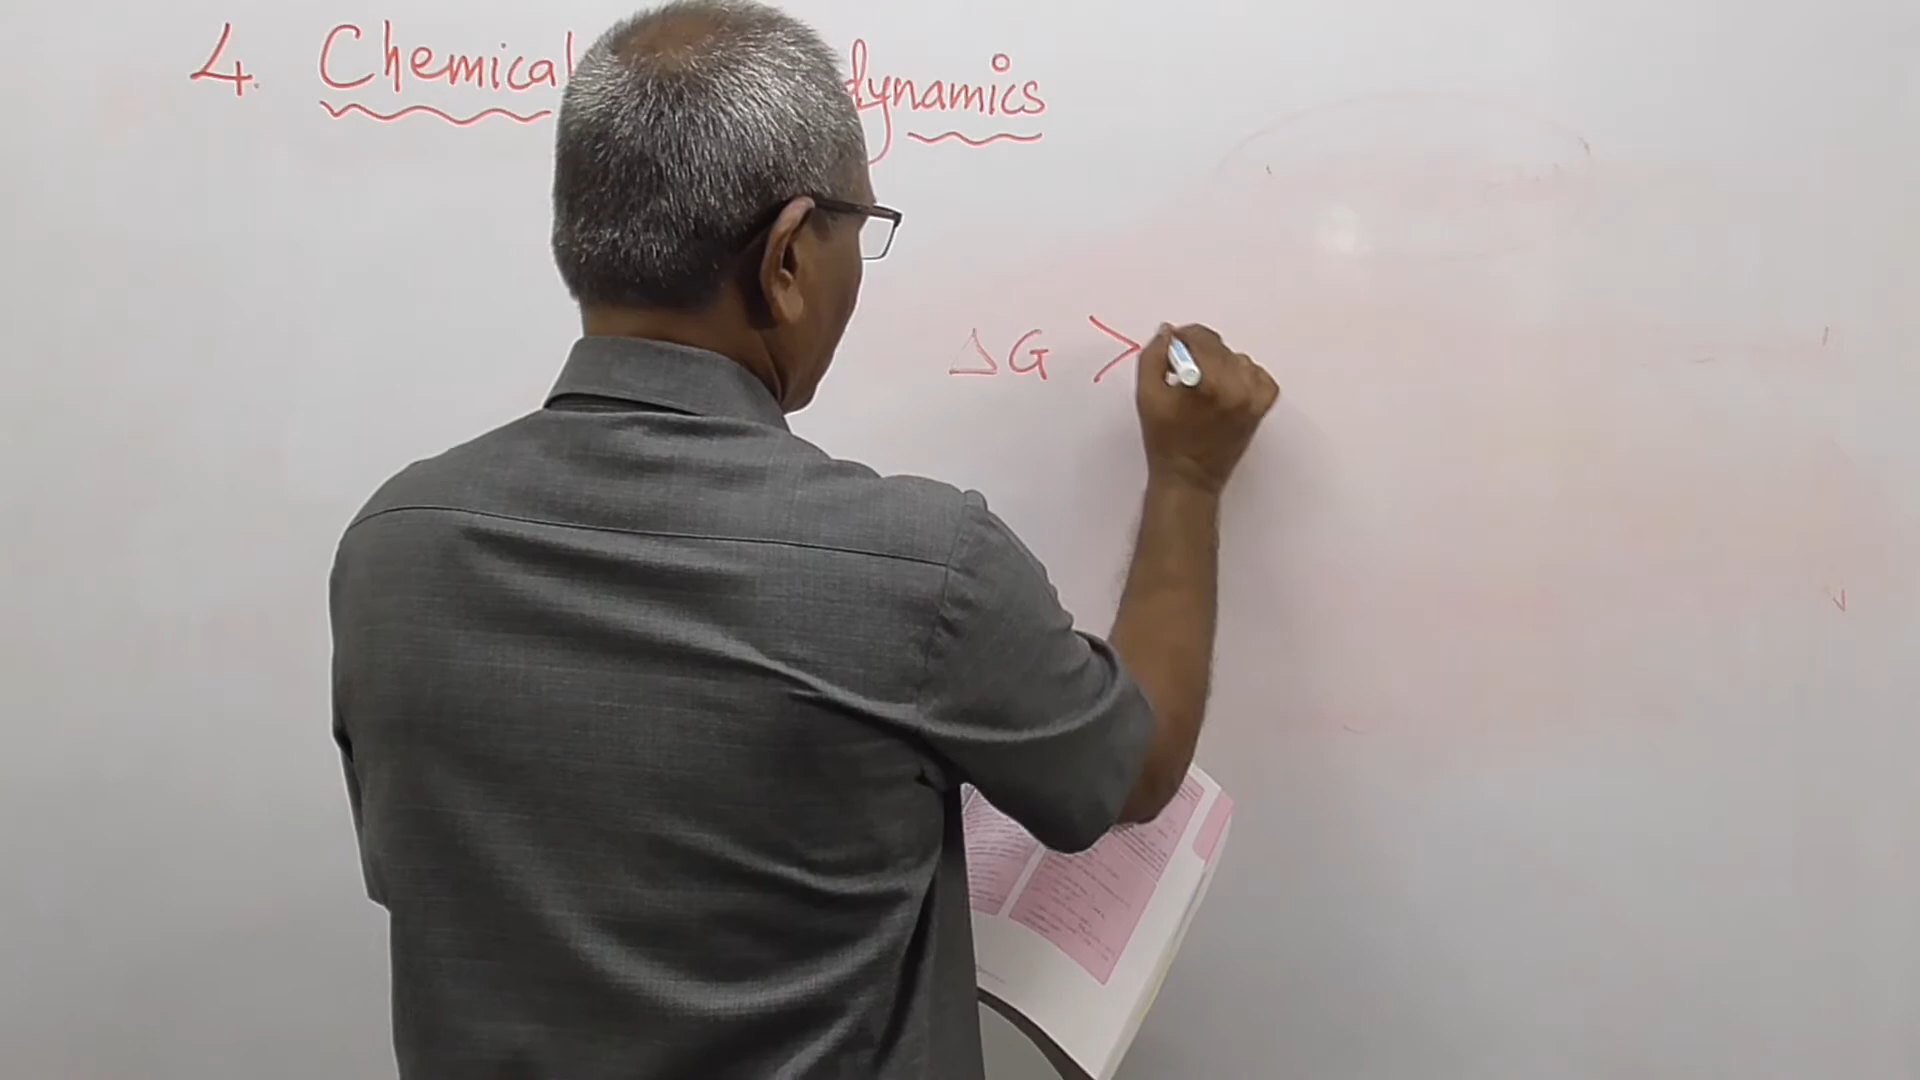 4. Chemical dynamics
ΔG >